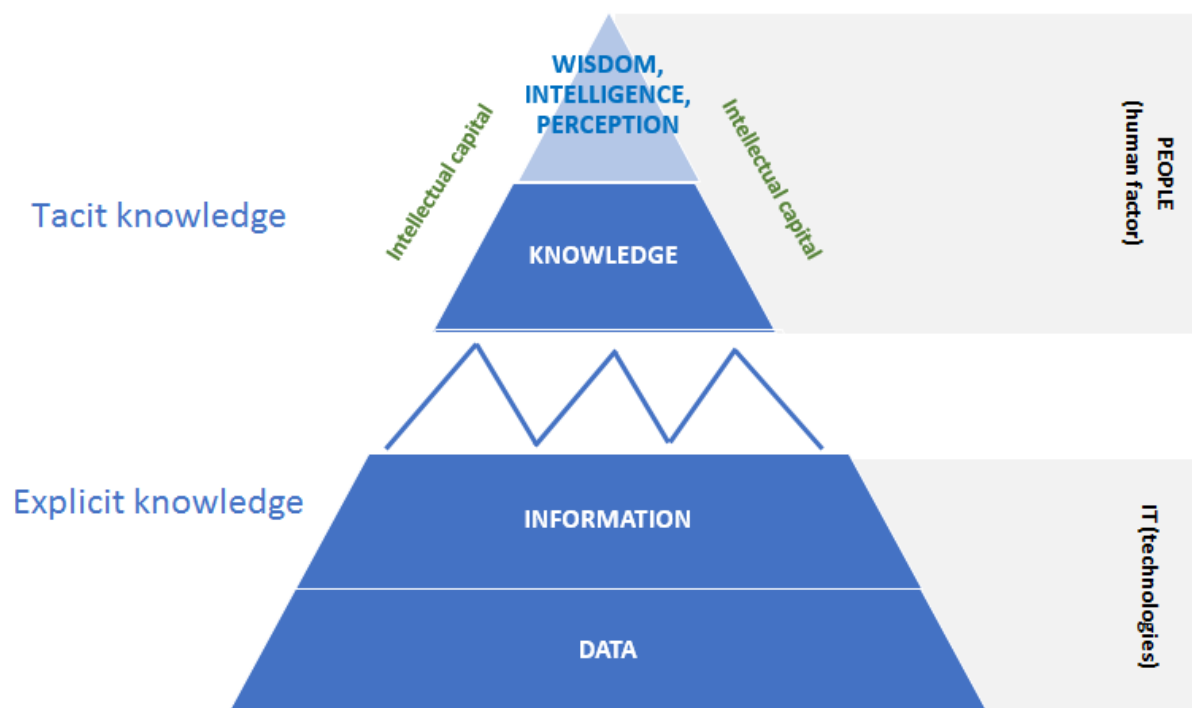 WISDOM,
INTELLIGENCE,
PERCEPTION
Intellectual capital
Intellectual capital
PEOPLE
(human factor)
Tacit knowledge
KNOWLEDGE
Explicit knowledge
INFORMATION
IT (technologies)
DATA